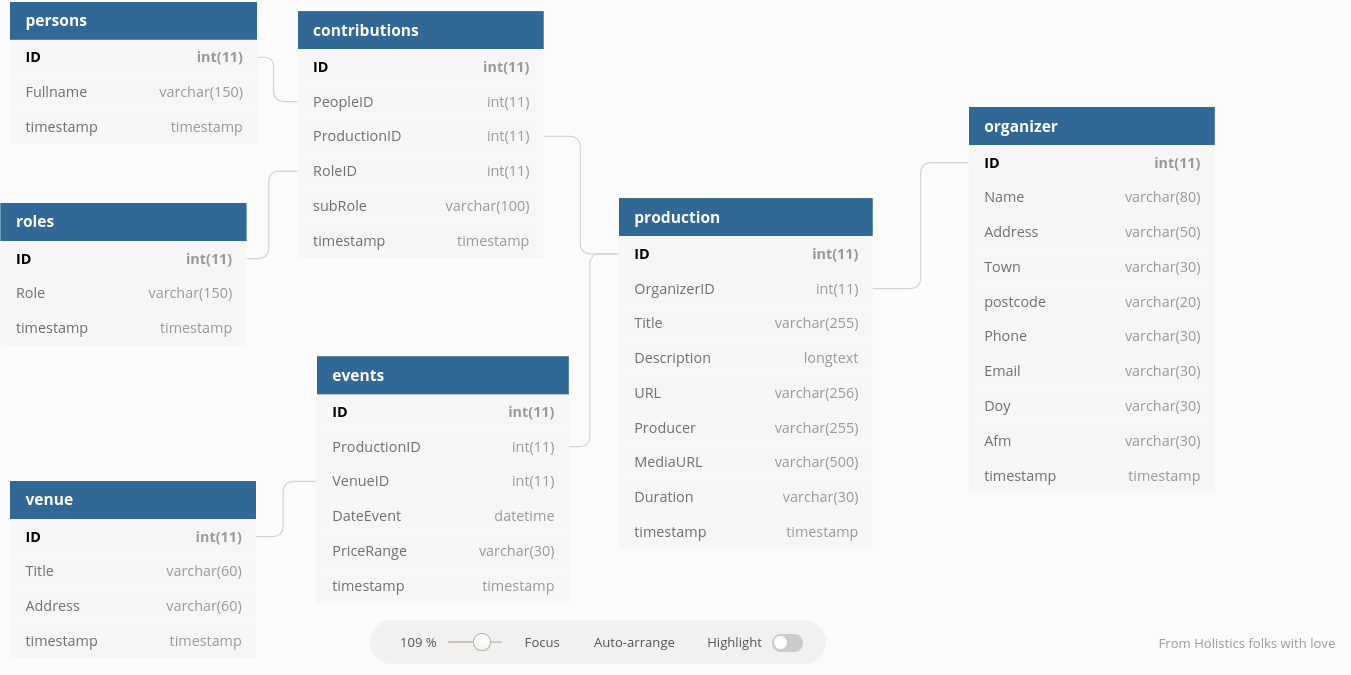 persons
ID int(11)
Fullname varchar(150)
timestamp timestamp
contributions
ID int(11)
PeopleID int(11)
ProductionID int(11)
RoleID int(11)
subRole varchar(100)
timestamp timestamp
roles
ID int(11)
Role varchar(150)
timestamp timestamp
events
ID int(11)
ProductionID int(11)
VenueID int(11)
DateEvent datetime
PriceRange varchar(30)
timestamp timestamp
venue
ID int(11)
Title varchar(60)
Address varchar(60)
timestamp timestamp
production
ID int(11)
OrganizerID int(11)
Title varchar(255)
Description longtext
URL varchar(256)
Producer varchar(255)
MediaURL varchar(500)
Duration varchar(30)
timestamp timestamp
organizer
ID int(11)
Name varchar(80)
Address varchar(50)
Town varchar(30)
postcode varchar(20)
Phone varchar(30)
Email varchar(30)
Doy varchar(30)
Afm varchar(30)
timestamp timestamp
109 % Focus Auto-arrange Highlight
From Holistics folks with love